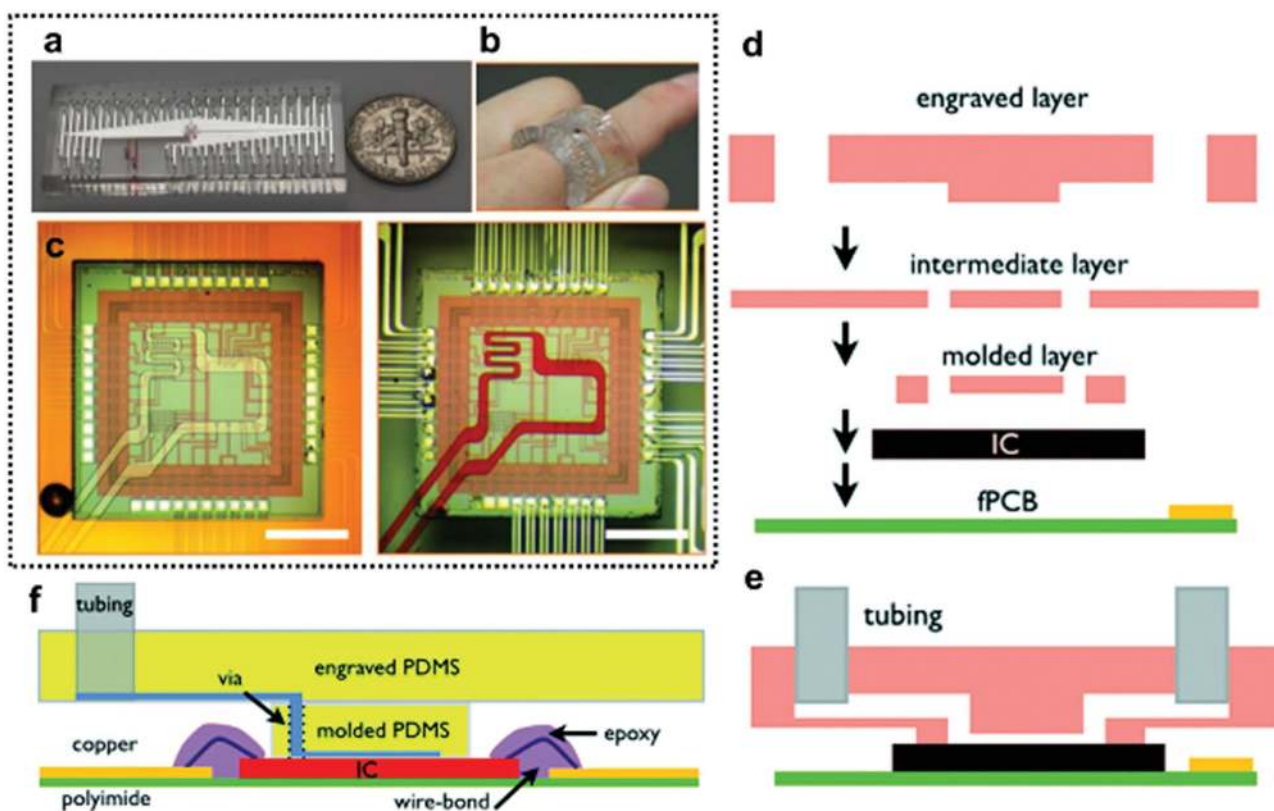 a
b
c
d
engraved layer
intermediate layer
molded layer
IC
fPCB
e
tubing
f
tubing
engraved PDMS
via
molded PDMS
epoxy
copper
IC
polyimide
wire-bond